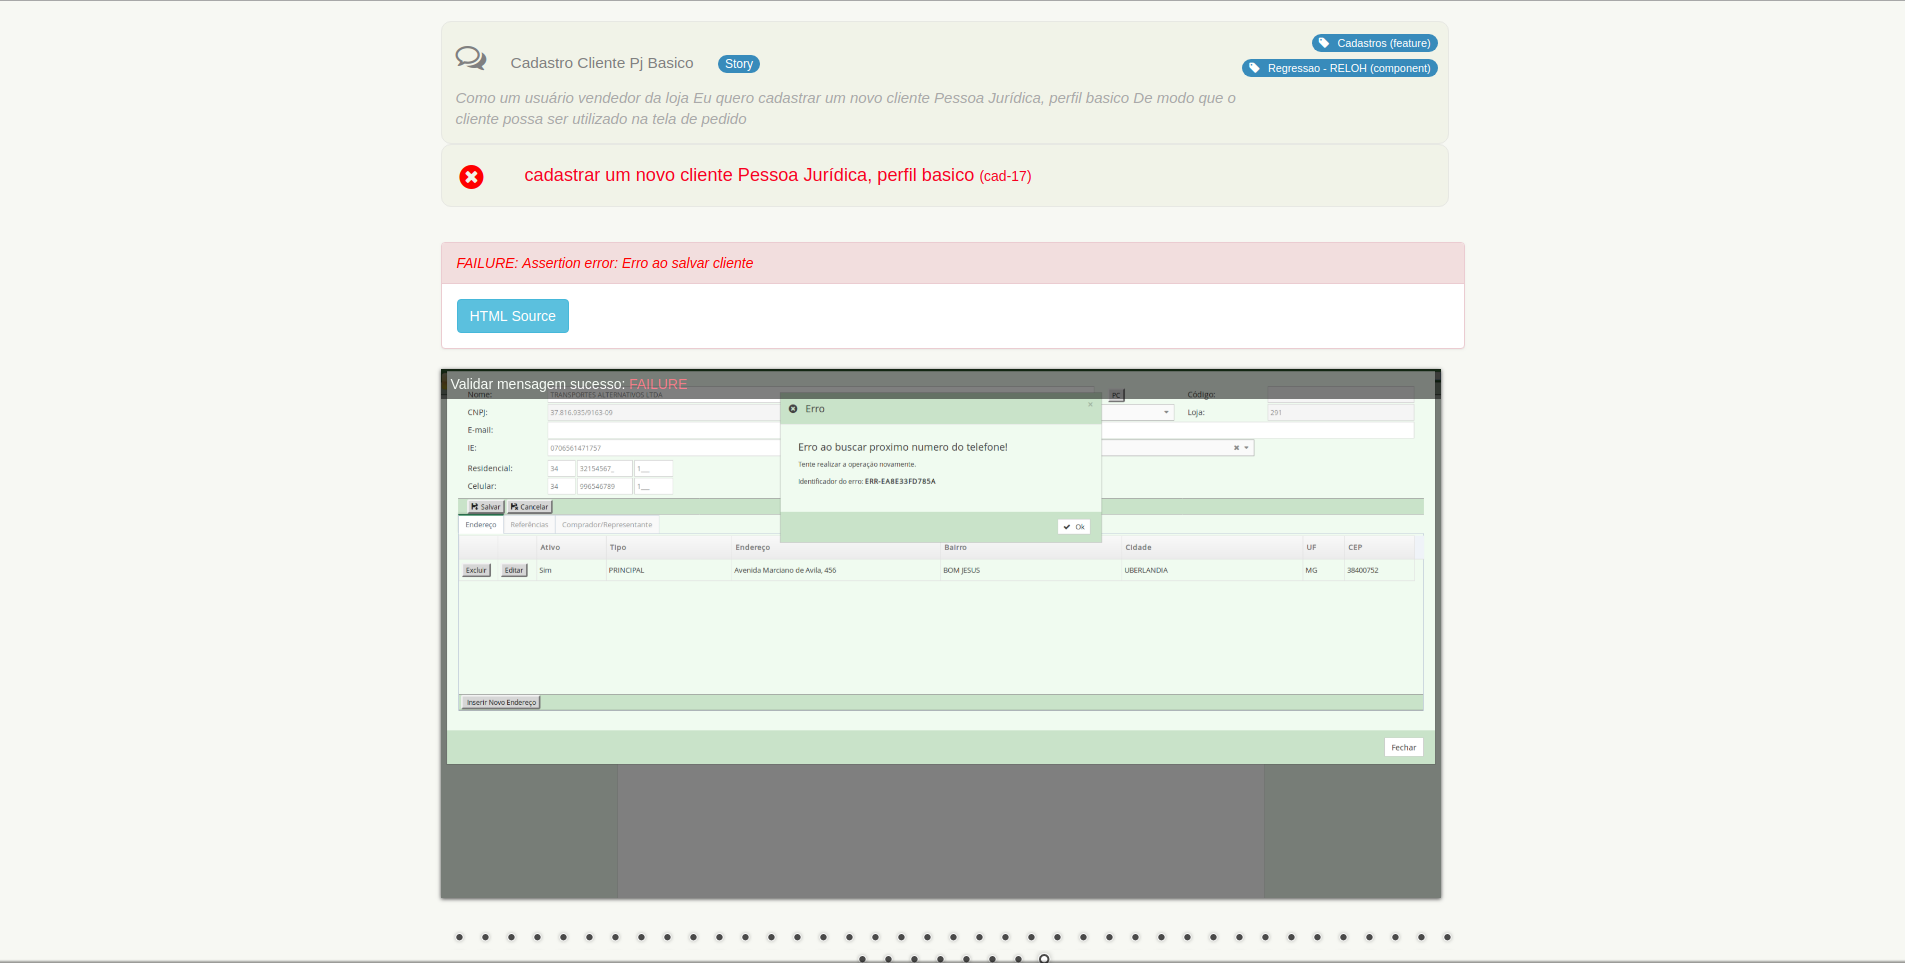 Cadastro Cliente Pj Basico Story
Cadastros (feature)
Regressao - RELOH (component)
Como um usuário vendedor da loja Eu quero cadastrar um novo cliente Pessoa Jurídica, perfil basico De modo que o
cliente possa ser utilizado na tela de pedido
cadastrar um novo cliente Pessoa Jurídica, perfil basico (cad-17)
FAILURE: Assertion error: Erro ao salvar cliente
HTML Source
Validar mensagem sucesso: FAILURE
Nome: TRANSPORTES ALTERNATIVOS LTDA PC Código:
CNPJ: 37.816.935/9163-09 Loja: 291
E-mail:
IE: 0706561471757
Residencial: 34 32154567_ 1___
Celular: 34 996546789 1___
Erro
Erro ao buscar proximo numero do telefone!
Tente realizar a operação novamente.
Identificador do erro: ERR-EA8E33FD785A
Ok
Salvar Cancelar
Endereço Referências Comprador/Representante
Ativo Tipo Endereço Bairro Cidade UF CEP
Excluir Editar Sim PRINCIPAL Avenida Marciano de Avila, 456 BOM JESUS UBERLANDIA MG 38400752
Inserir Novo Endereço
Fechar